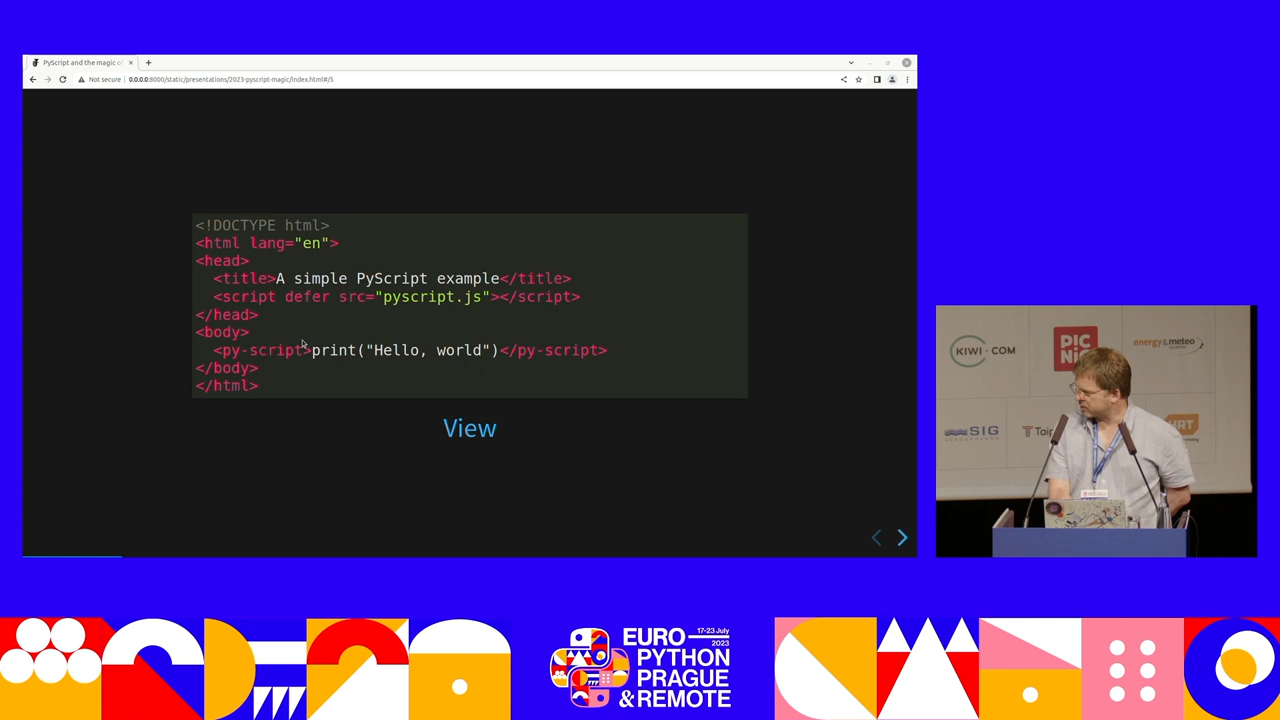 PyScript and the magic of
Not secure
0.0.0.0:8000/static/presentations/2023-pyscript-magic/index.html#/5
<!DOCTYPE html>
<html lang="en">
<head>
<title>A simple PyScript example</title>
<script defer src="pyscript.js"></script>
</head>
<body>
<py-script>print("Hello, world")</py-script>
</body>
</html>
View
KIWI•COM
PIC
NIC
energy & meteo
SIG
EURO
17-23 July
2023
PYTHON
PRAGUE
& REMOTE